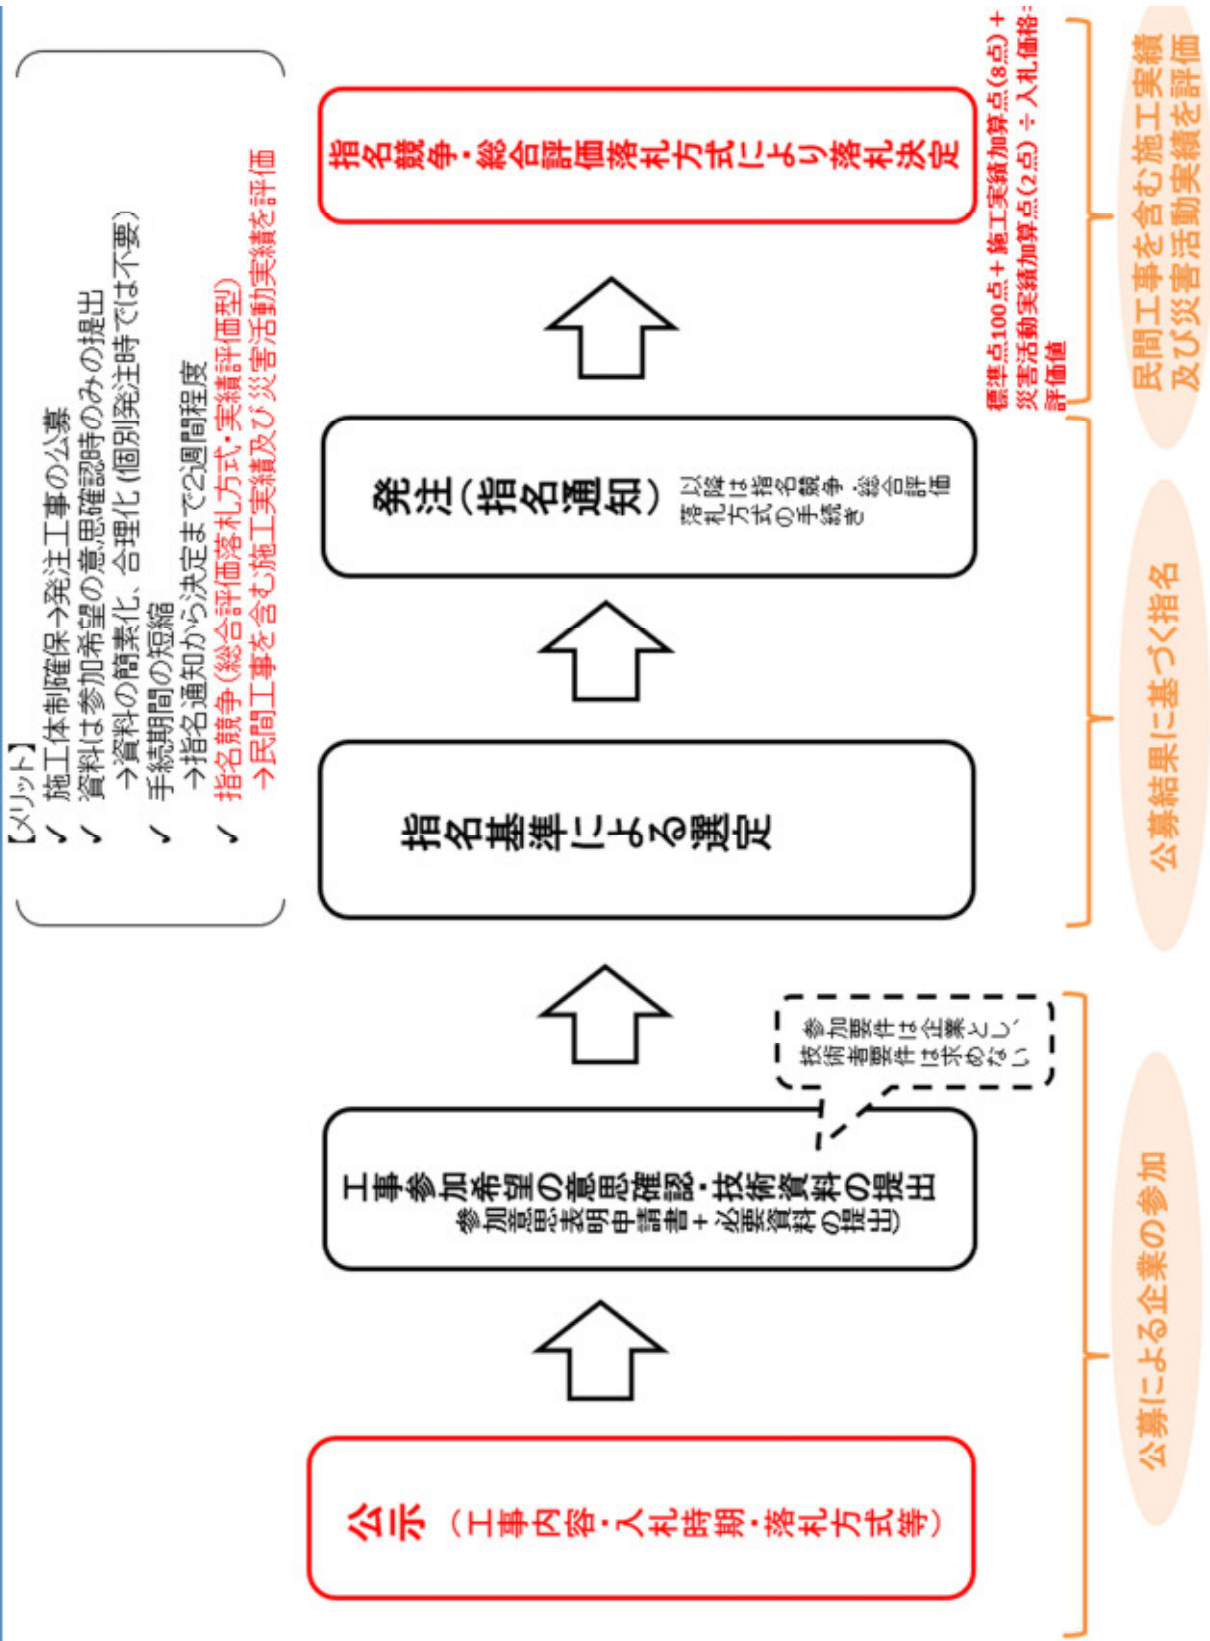 【メリット】
✓ 施工体制確保→発注工事の公募
✓ 資料は参加希望の意思確認時のみの提出
→資料の簡素化、合理化(個別発注時では不要)
✓ 手続期間の短縮
→指名通知から決定まで2週間程度
✓ 指名競争(総合評価落札方式・実績評価型)
→民間工事を含む施工実績及び災害活動実績を評価
公示(工事内容・入札時期・落札方式等)
工事参加希望の意思確認・技術資料の提出
参加意思表明申請書+必要資料の提出)
参加要件は企業とし、
技術者要件は求めない
指名基準による選定
発注(指名通知)
以降は指名競争・総合評価
落札方式の手続き
指名競争・総合評価落札方式により落札決定
標準点100点+施工実績加算点(8点)+
災害活動実績加算点(2点)÷入札価格=
評価値
公募による企業の参加
公募結果に基づく指名
民間工事を含む施工実績
及び災害活動実績を評価